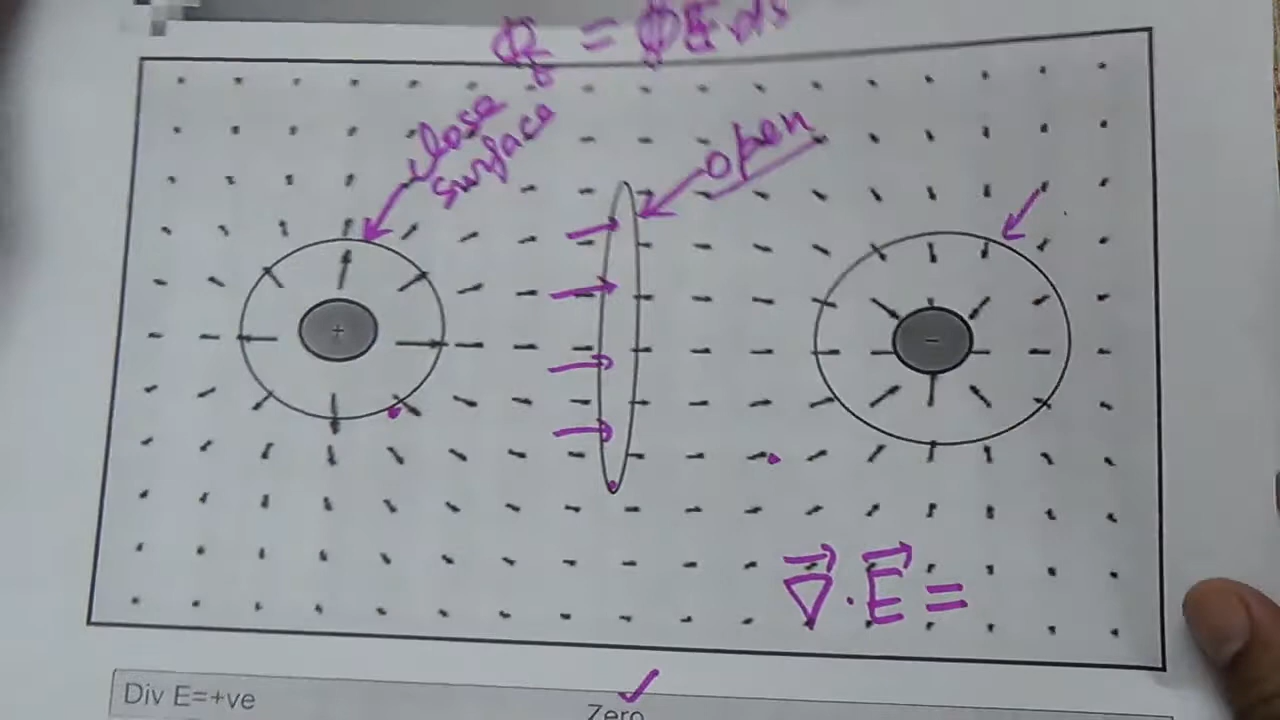 Φ = ∮E ds
close
surface
open
+
-
∇⃗ . E⃗ =
Div E=+ve
Zero